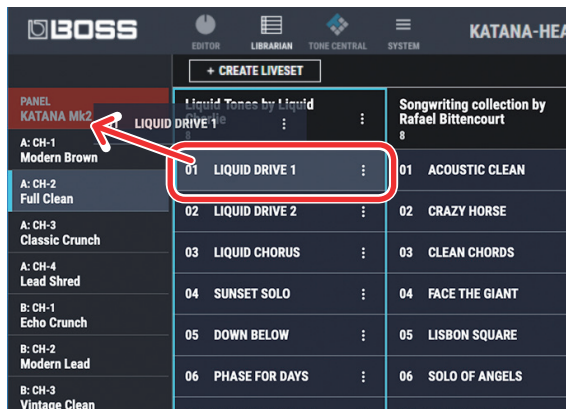 BOSS
EDITOR
LIBRARIAN
TONE CENTRAL
SYSTEM
KATANA-HEA
+ CREATE LIVESET
PANEL
KATANA Mk2
A: CH-1
Modern Brown
A: CH-2
Full Clean
A: CH-3
Classic Crunch
A: CH-4
Lead Shred
B: CH-1
Echo Crunch
B: CH-2
Modern Lead
B: CH-3
Vintage Clean
LIQUID DRIVE 1
Liquid Tones by Liquid
Charlie
8
01 LIQUID DRIVE 1
02 LIQUID DRIVE 2
03 LIQUID CHORUS
04 SUNSET SOLO
05 DOWN BELOW
06 PHASE FOR DAYS
Songwriting collection by
Rafael Bittencourt
8
01 ACOUSTIC CLEAN
02 CRAZY HORSE
03 CLEAN CHORDS
04 FACE THE GIANT
05 LISBON SQUARE
06 SOLO OF ANGELS